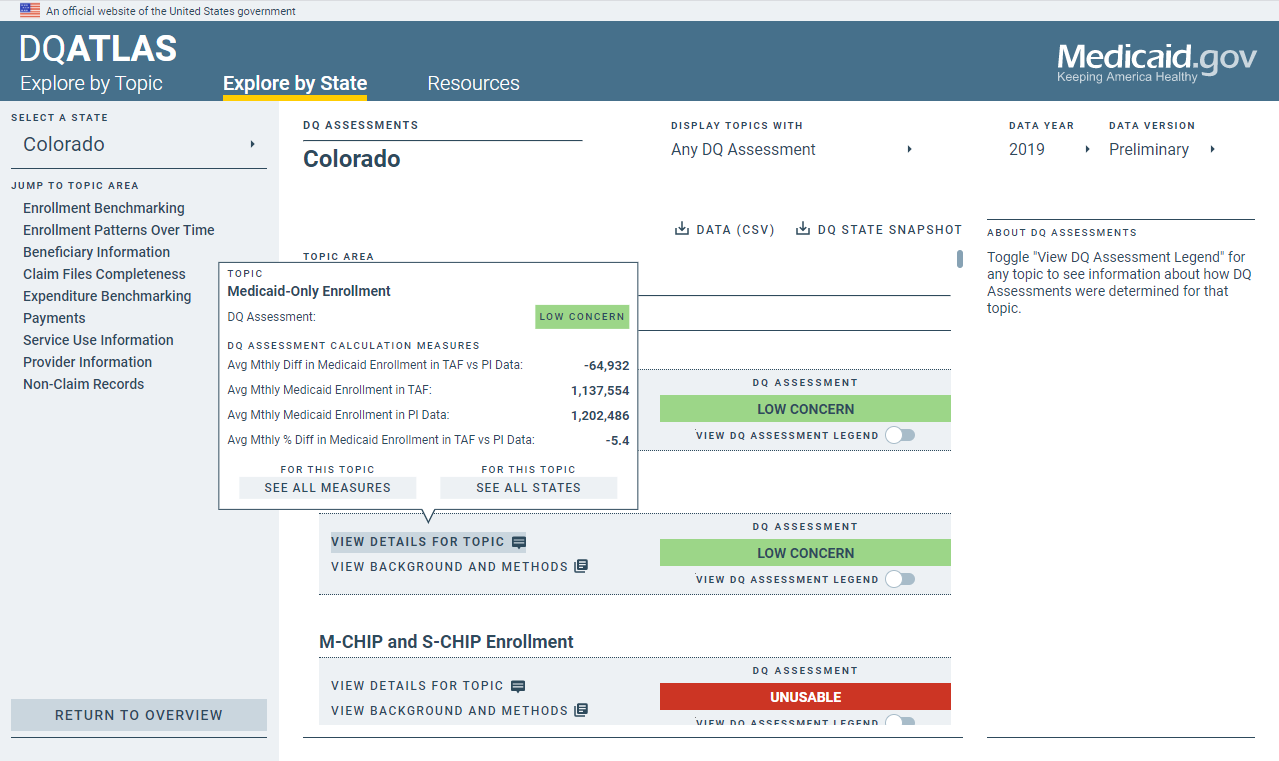 An official website of the United States government
DQATLAS
Explore by Topic
Explore by State
Resources
Medicaid.gov
Keeping America Healthy
SELECT A STATE
Colorado
JUMP TO TOPIC AREA
Enrollment Benchmarking
Enrollment Patterns Over Time
Beneficiary Information
Claim Files Completeness
Expenditure Benchmarking
Payments
Service Use Information
Provider Information
Non-Claim Records
RETURN TO OVERVIEW
DQ ASSESSMENTS
Colorado
DISPLAY TOPICS WITH
Any DQ Assessment
DATA YEAR
2019
DATA VERSION
Preliminary
DATA (CSV)
DQ STATE SNAPSHOT
TOPIC AREA
TOPIC
Medicaid-Only Enrollment
DQ Assessment:
LOW CONCERN
DQ ASSESSMENT CALCULATION MEASURES
Avg Mthly Diff in Medicaid Enrollment in TAF vs PI Data: -64,932
Avg Mthly Medicaid Enrollment in TAF: 1,137,554
Avg Mthly Medicaid Enrollment in PI Data: 1,202,486
Avg Mthly % Diff in Medicaid Enrollment in TAF vs PI Data: -5.4
FOR THIS TOPIC
SEE ALL MEASURES
FOR THIS TOPIC
SEE ALL STATES
DQ ASSESSMENT
LOW CONCERN
VIEW DQ ASSESSMENT LEGEND
VIEW DETAILS FOR TOPIC
VIEW BACKGROUND AND METHODS
DQ ASSESSMENT
LOW CONCERN
VIEW DQ ASSESSMENT LEGEND
M-CHIP and S-CHIP Enrollment
VIEW DETAILS FOR TOPIC
VIEW BACKGROUND AND METHODS
DQ ASSESSMENT
UNUSABLE
VIEW DQ ASSESSMENT LEGEND
ABOUT DQ ASSESSMENTS
Toggle "View DQ Assessment Legend" for
any topic to see information about how DQ
Assessments were determined for that
topic.